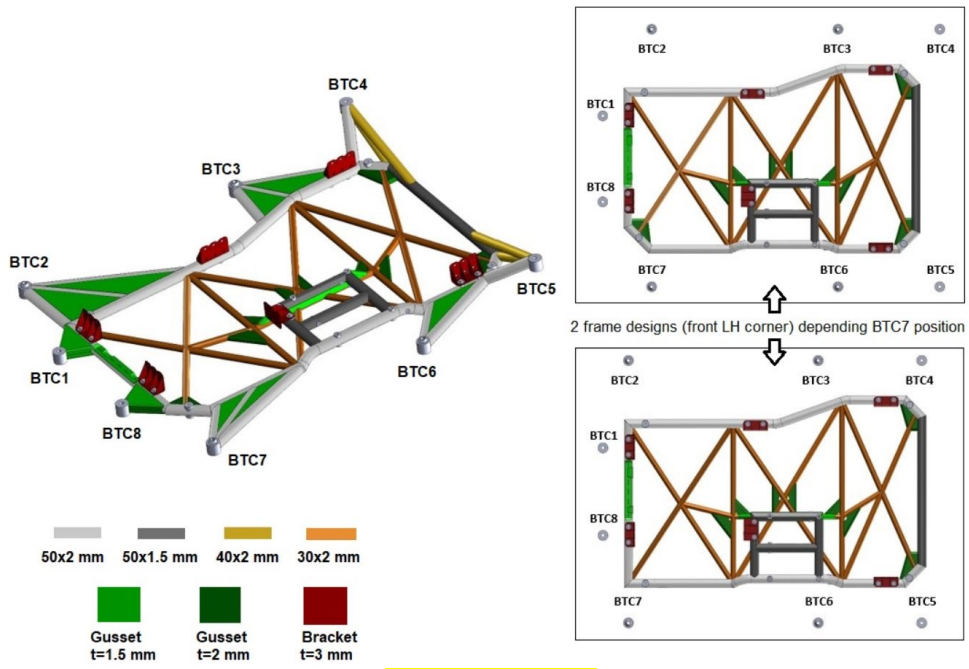 BTC4
BTC3
BTC2
BTC5
BTC1
BTC6
BTC8
BTC7
50x2 mm
50x1.5 mm
40x2 mm
30x2 mm
Gusset
t=1.5 mm
Gusset
t=2 mm
Bracket
t=3 mm
BTC2
BTC3
BTC4
BTC1
BTC8
BTC7
BTC6
BTC5
2 frame designs (front LH corner) depending BTC7 position
BTC2
BTC3
BTC4
BTC1
BTC8
BTC7
BTC6
BTC5